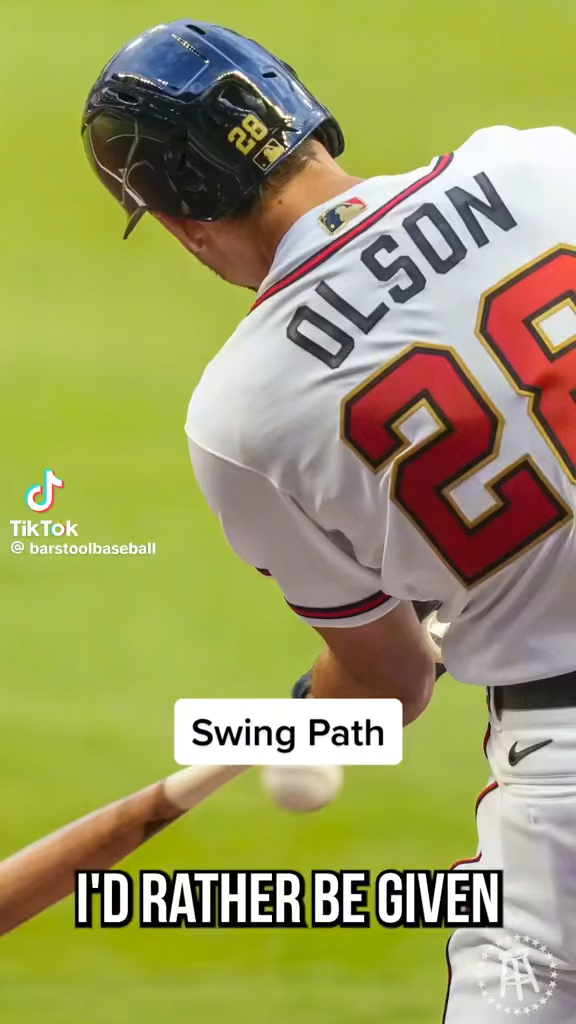 28
OLSON
28
TikTok
@ barstoolbaseball
Swing Path
I'D RATHER BE GIVEN